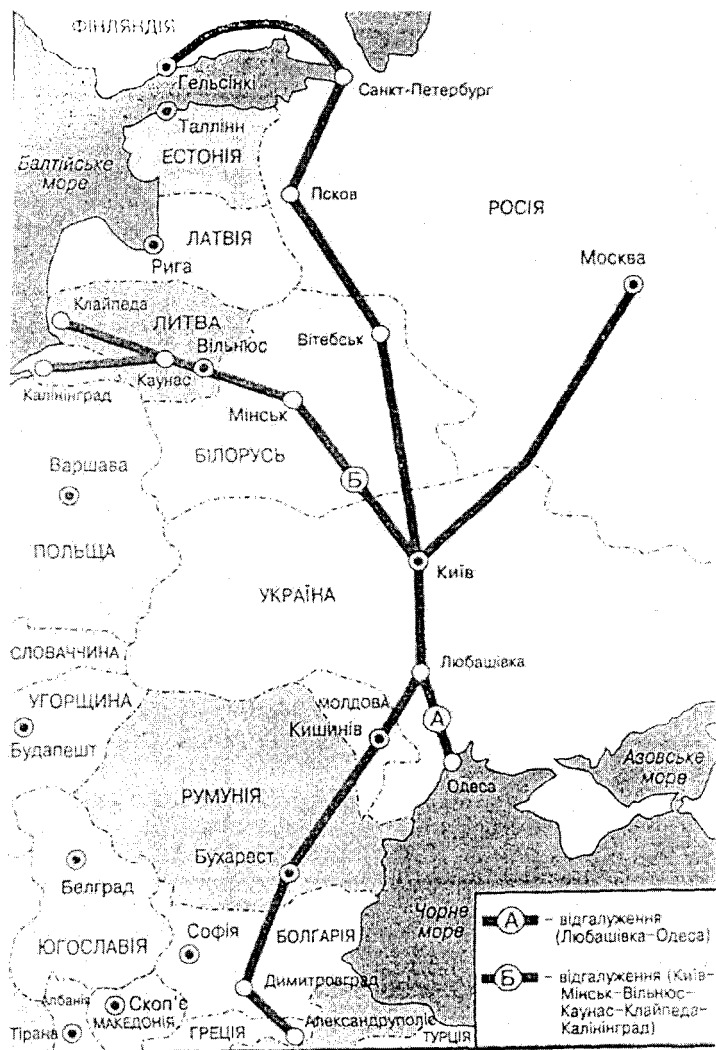 ФІНЛЯНДІЯ
Гельсінкі
Санкт-Петербург
Таллінн
ЕСТОНІЯ
Балтійське
море
Псков
РОСІЯ
ЛАТВІЯ
Рига
Москва
Клайпеда
ЛИТВА
Вільнюс
Вітебськ
Калінінград
Каунас
Мінськ
БІЛОРУСЬ
Варшава
Б
ПОЛЬЩА
Київ
УКРАЇНА
СЛОВАЧЧИНА
Любашівка
УГОРЩИНА
МОЛДОВА
Кишинів
А
Будапешт
Азовське
море
Одеса
РУМУНІЯ
Бухарест
Белград
Чорне
море
Софія
БОЛГАРІЯ
ЮГОСЛАВІЯ
Димитровград
Албанія
Скоп'є
МАКЕДОНІЯ
Александруполіс
Тірана
ГРЕЦІЯ
ТУРЦІЯ
А – відгалуження
(Любашівка–Одеса)
Б – відгалуження (Київ–
Мінськ–Вільнюс–
Каунас–Клайпеда–
Калінінград)